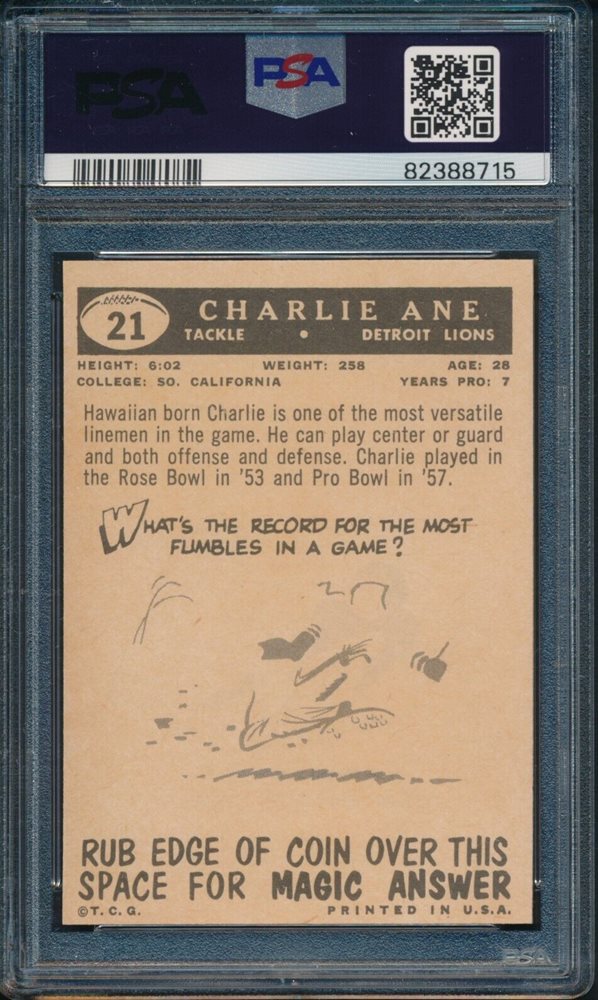 PSA
PSA
82388715
21
CHARLIE ANE
TACKLE • DETROIT LIONS
HEIGHT: 6:02 WEIGHT: 258 AGE: 28
COLLEGE: SO. CALIFORNIA YEARS PRO: 7
Hawaiian born Charlie is one of the most versatile
linemen in the game. He can play center or guard
and both offense and defense. Charlie played in
the Rose Bowl in '53 and Pro Bowl in '57.
WHAT'S THE RECORD FOR THE MOST
FUMBLES IN A GAME?
RUB EDGE OF COIN OVER THIS
SPACE FOR MAGIC ANSWER
©T.C.G. PRINTED IN U.S.A.
PSA